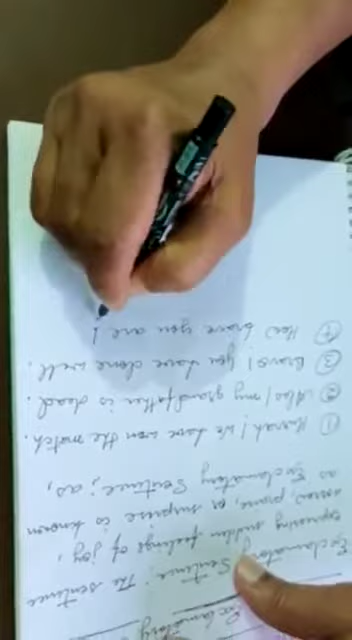 Exclamatory
Exclamatory Sentence: The sentence
expressing sudden feelings of joy,
sorrow, praise, or surprise is known
as Exclamatory Sentence; as,
① Hurrah! We have won the match.
② Alas! my grandfather is dead.
③ Bravo! you have done well.
④ How brave you are!